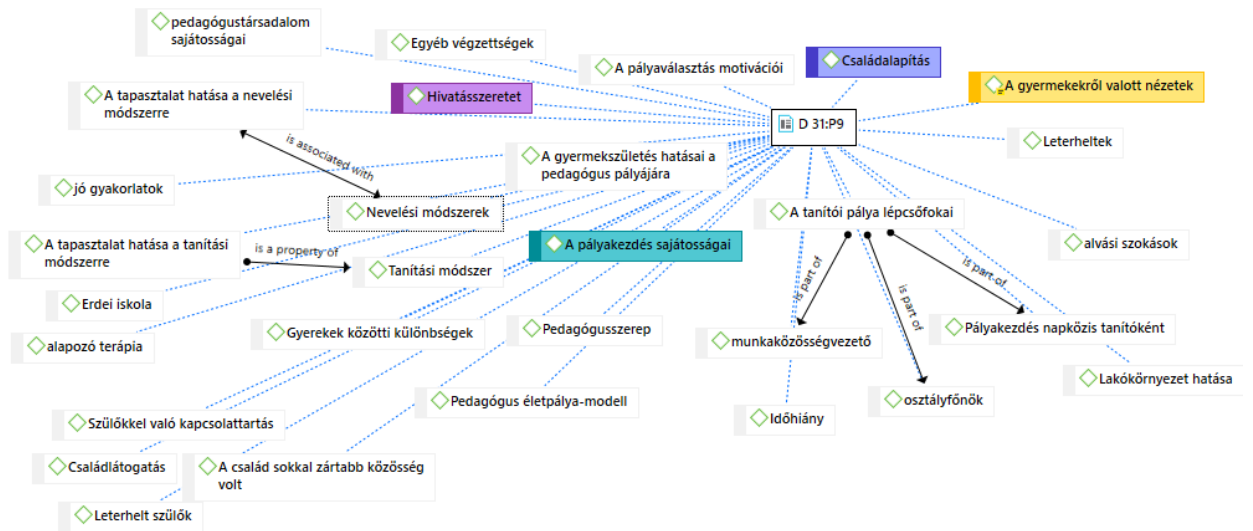 pedagógustársadalom
sajátosságai
Egyéb végzettségek
A pályaválasztás motivációi
Családalapítás
A gyermekekről valott nézetek
A tapasztalat hatása a nevelési
módszerre
Hivatásszeretet
D 31:P9
Leterheltek
is associated with
A gyermekszületés hatásai a
pedagógus pályájára
jó gyakorlatok
Nevelési módszerek
A tanítói pálya lépcsőfokai
A tapasztalat hatása a tanítási
módszerre
is a property of
Tanítási módszer
A pályakezdés sajátosságai
alvási szokások
is part of
is part of
is part of
Erdei iskola
Gyerekek közötti különbségek
Pedagógusszerep
munkaközösségvezető
Pályakezdés napközis tanítóként
alapozó terápia
Lakókörnyezet hatása
Pedagógus életpálya-modell
osztályfőnök
Szülőkkel való kapcsolattartás
Időhiány
Családlátogatás
A család sokkal zártabb közösség
volt
Leterhelt szülők